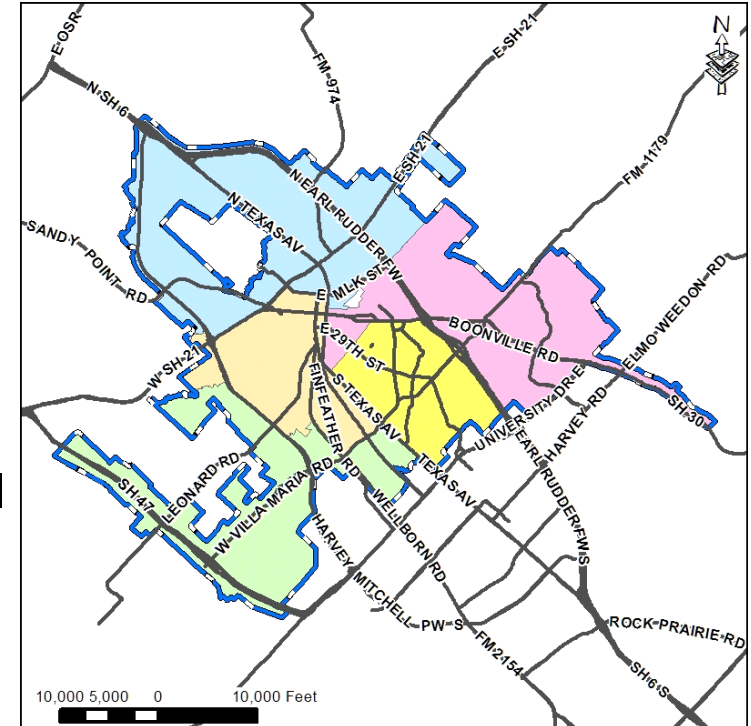 N
E OSR
E-SH-21
N-SH-6
FM-974
E-SH-21
FM-1179
N EARL RUDDER FW
N-TEXAS-AV
SANDY POINT RD
E MLK ST
ELMO-WEEDON-RD
BOONVILLE RD
E-29TH-ST
W-SH-21
FINFEATHER RD
S-TEXAS-AV
UNIVERSITY DR-E
SH-30
HARVEY-RD
TEXAS-AV
LEONARD-RD
W-VILLA-MARIA-RD
SH-47
EARL RUDDER-FW-S
WELLBORN-RD
HARVEY-MITCHELL-PW-S
ROCK-PRAIRIE-RD
FM-2154
SH-6-S
10,000 5,000 0 10,000 Feet